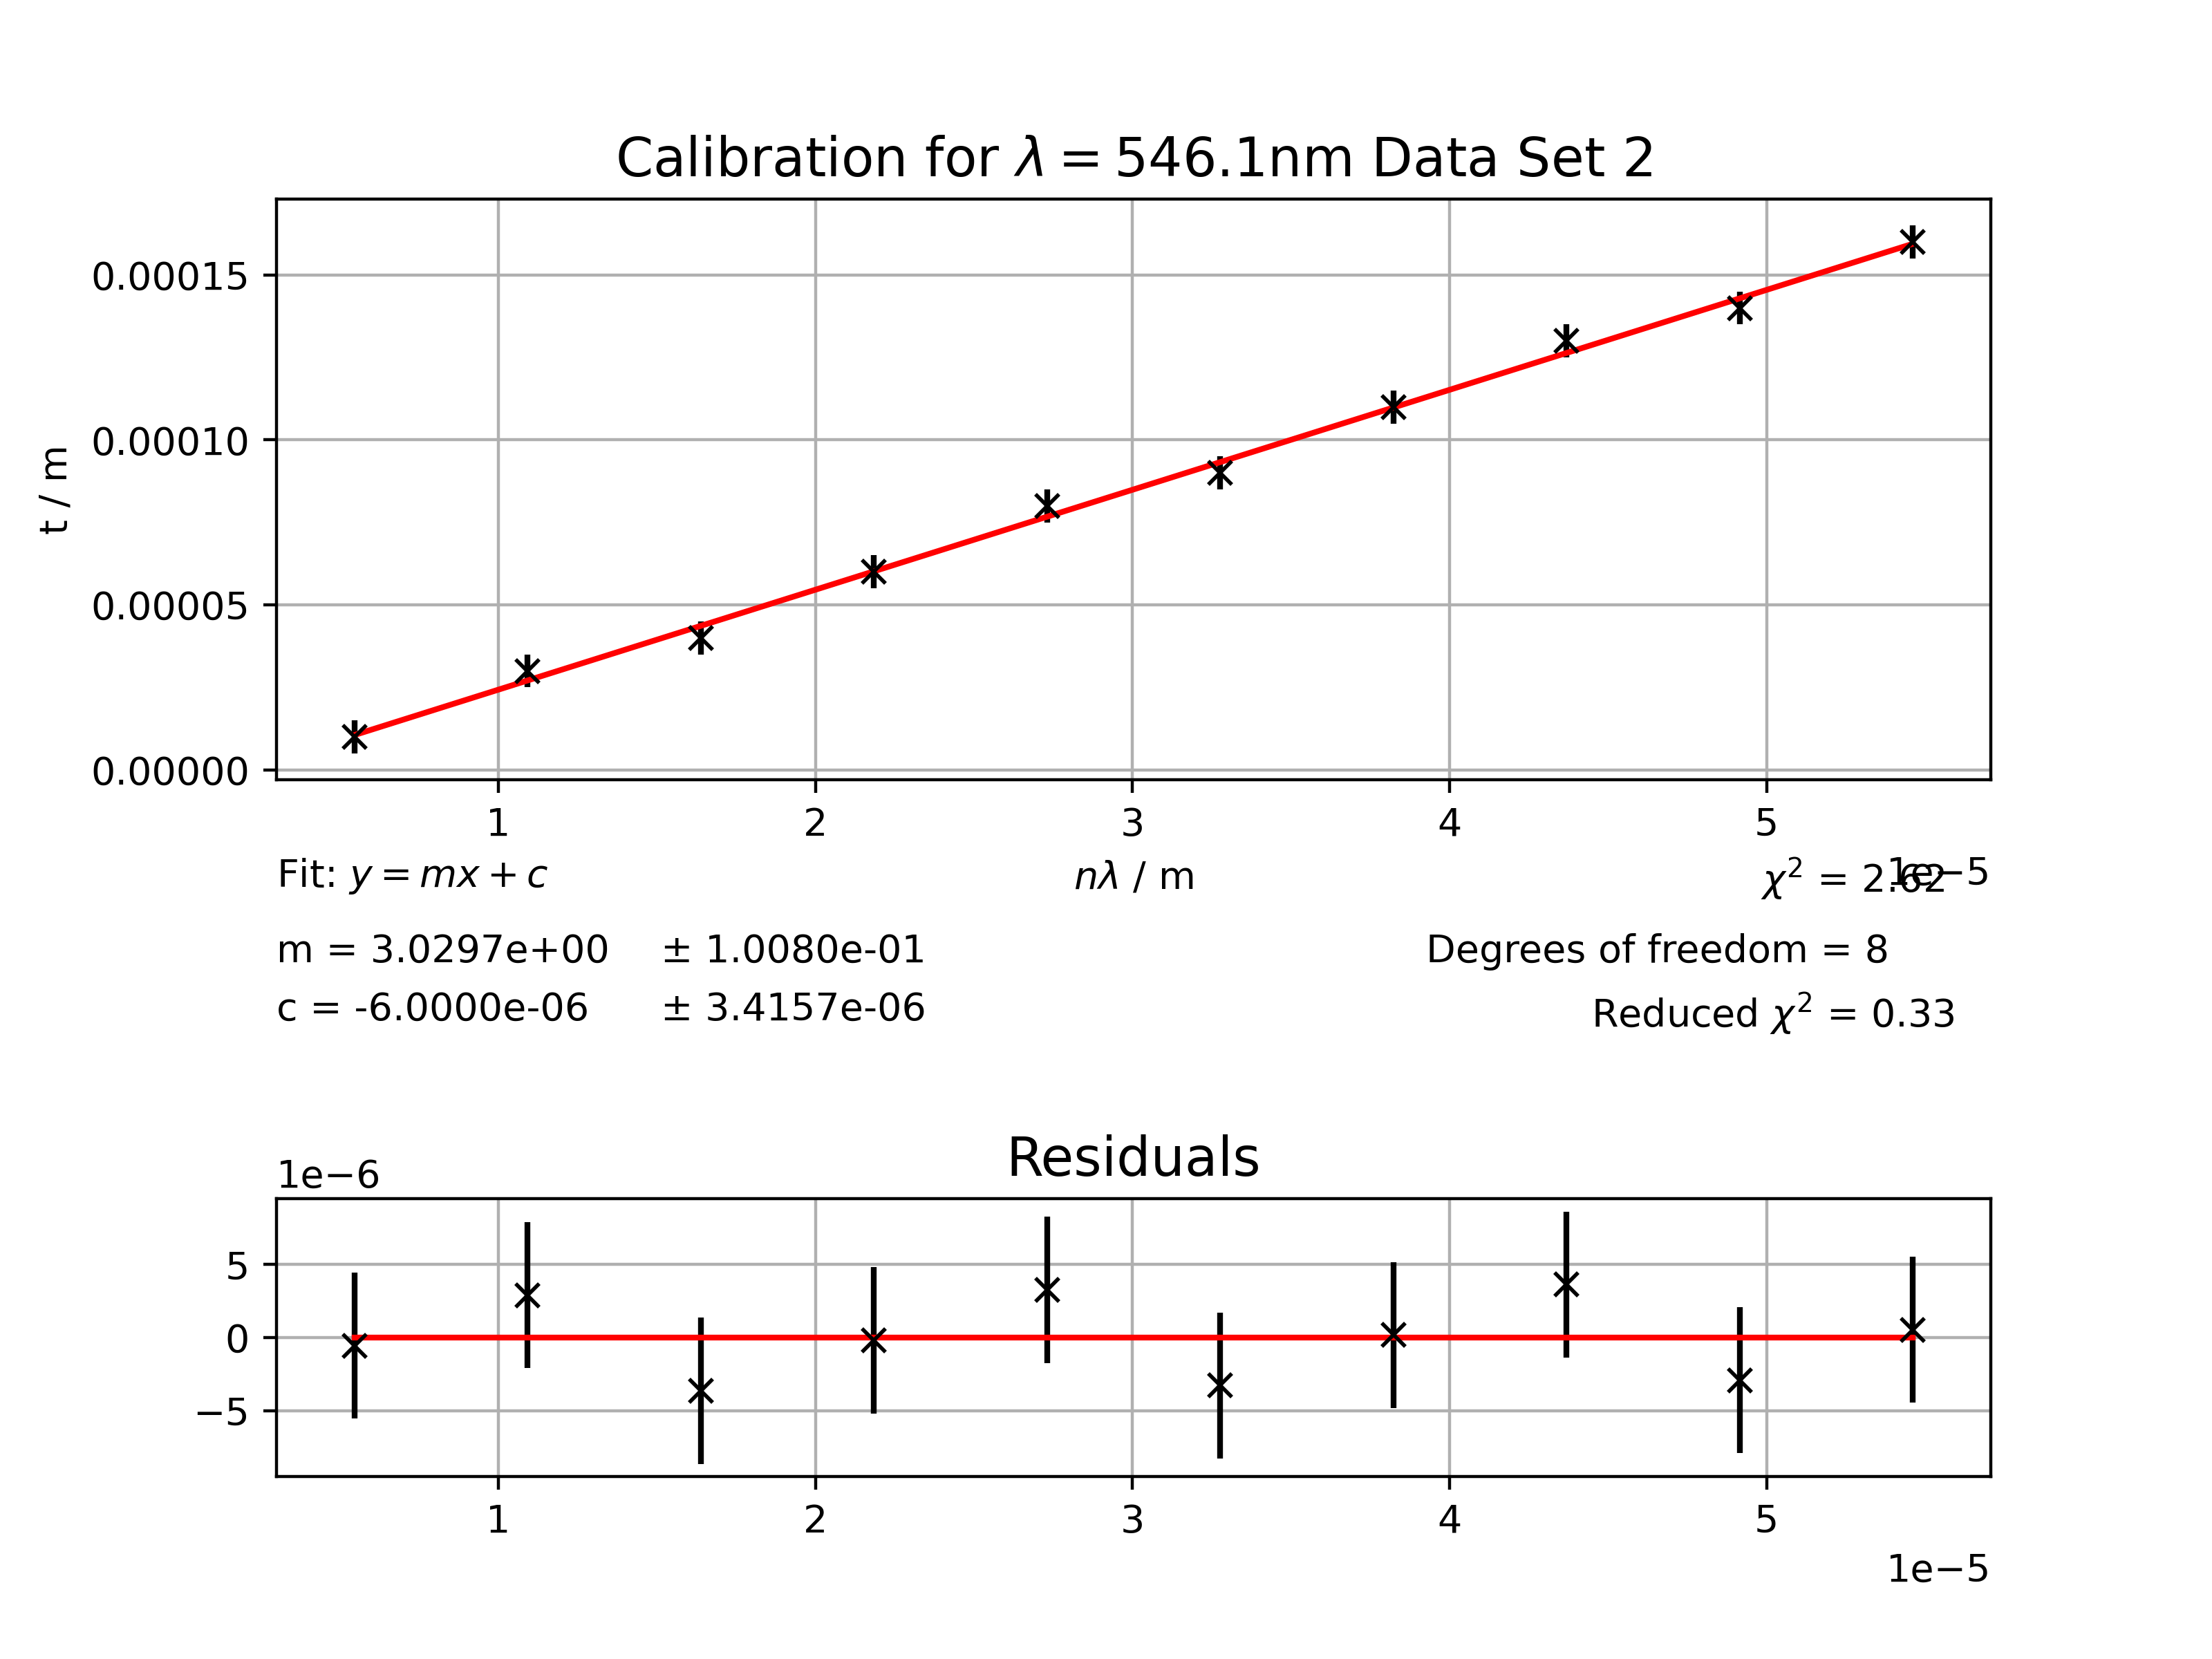 Calibration for λ = 546.1nm Data Set 2
0.00015
0.00010
0.00005
0.00000
t / m
1 2 3 4 5
1e−5
nλ / m
Fit: y = mx + c
χ² = 2.62
m = 3.0297e+00 ± 1.0080e-01
Degrees of freedom = 8
c = -6.0000e-06 ± 3.4157e-06
Reduced χ² = 0.33
Residuals
1e−6
5
0
−5
1 2 3 4 5
1e−5